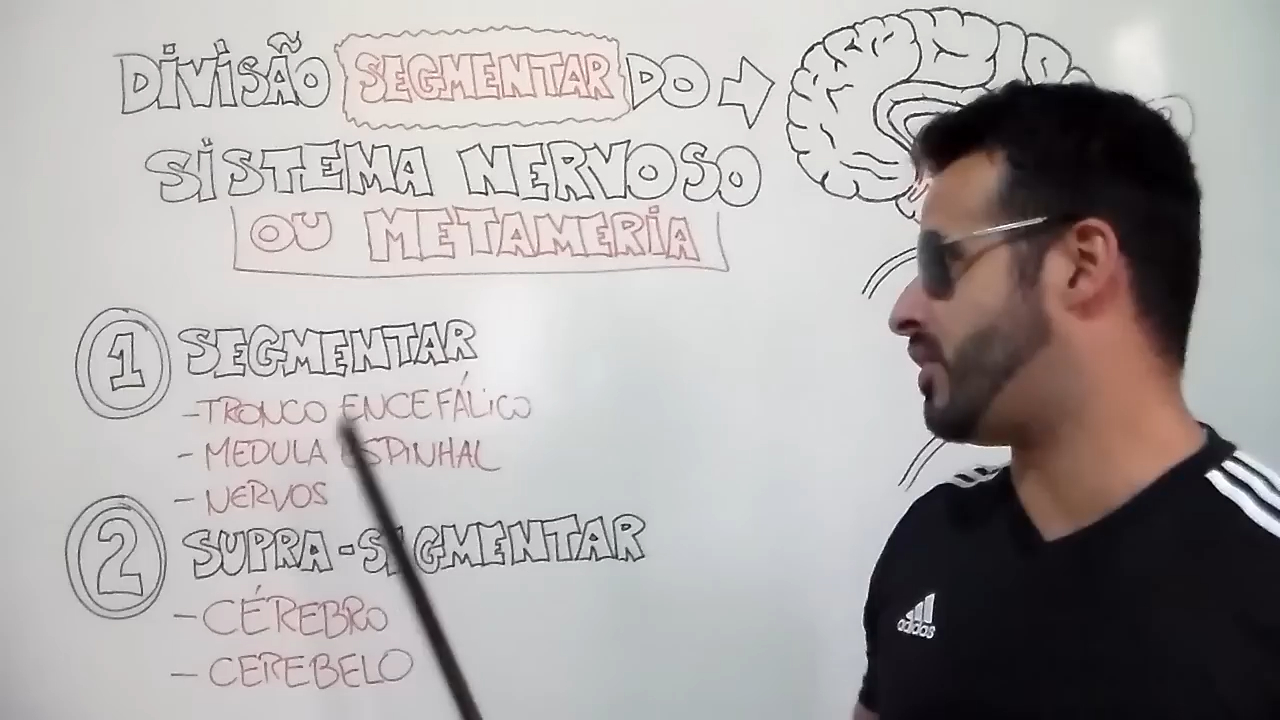 DIVISÃO SEGMENTAR DO
SISTEMA NERVOSO
OU METAMERIA
1 SEGMENTAR
-TRONCO ENCEFÁLICO
- MEDULA ESPINHAL
- NERVOS
2 SUPRA-SEGMENTAR
- CÉREBRO
- CEREBELO
adidas